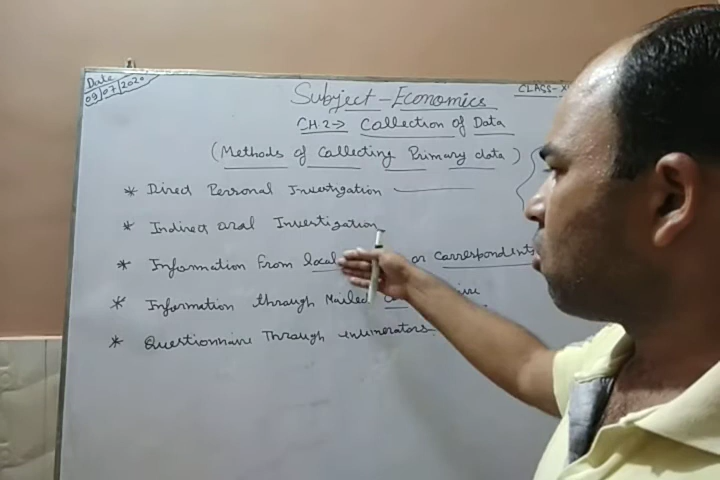 Date
09/07/2020
Subject - Economics
CLASS-
CH.2 → Collection of Data
(Methods of Collecting Primary data)
* Direct Personal Investigation
* Indirect oral Investigation
* Information from local or Correspondents
* Information through Mailed
* Questionnaire Through enumerators